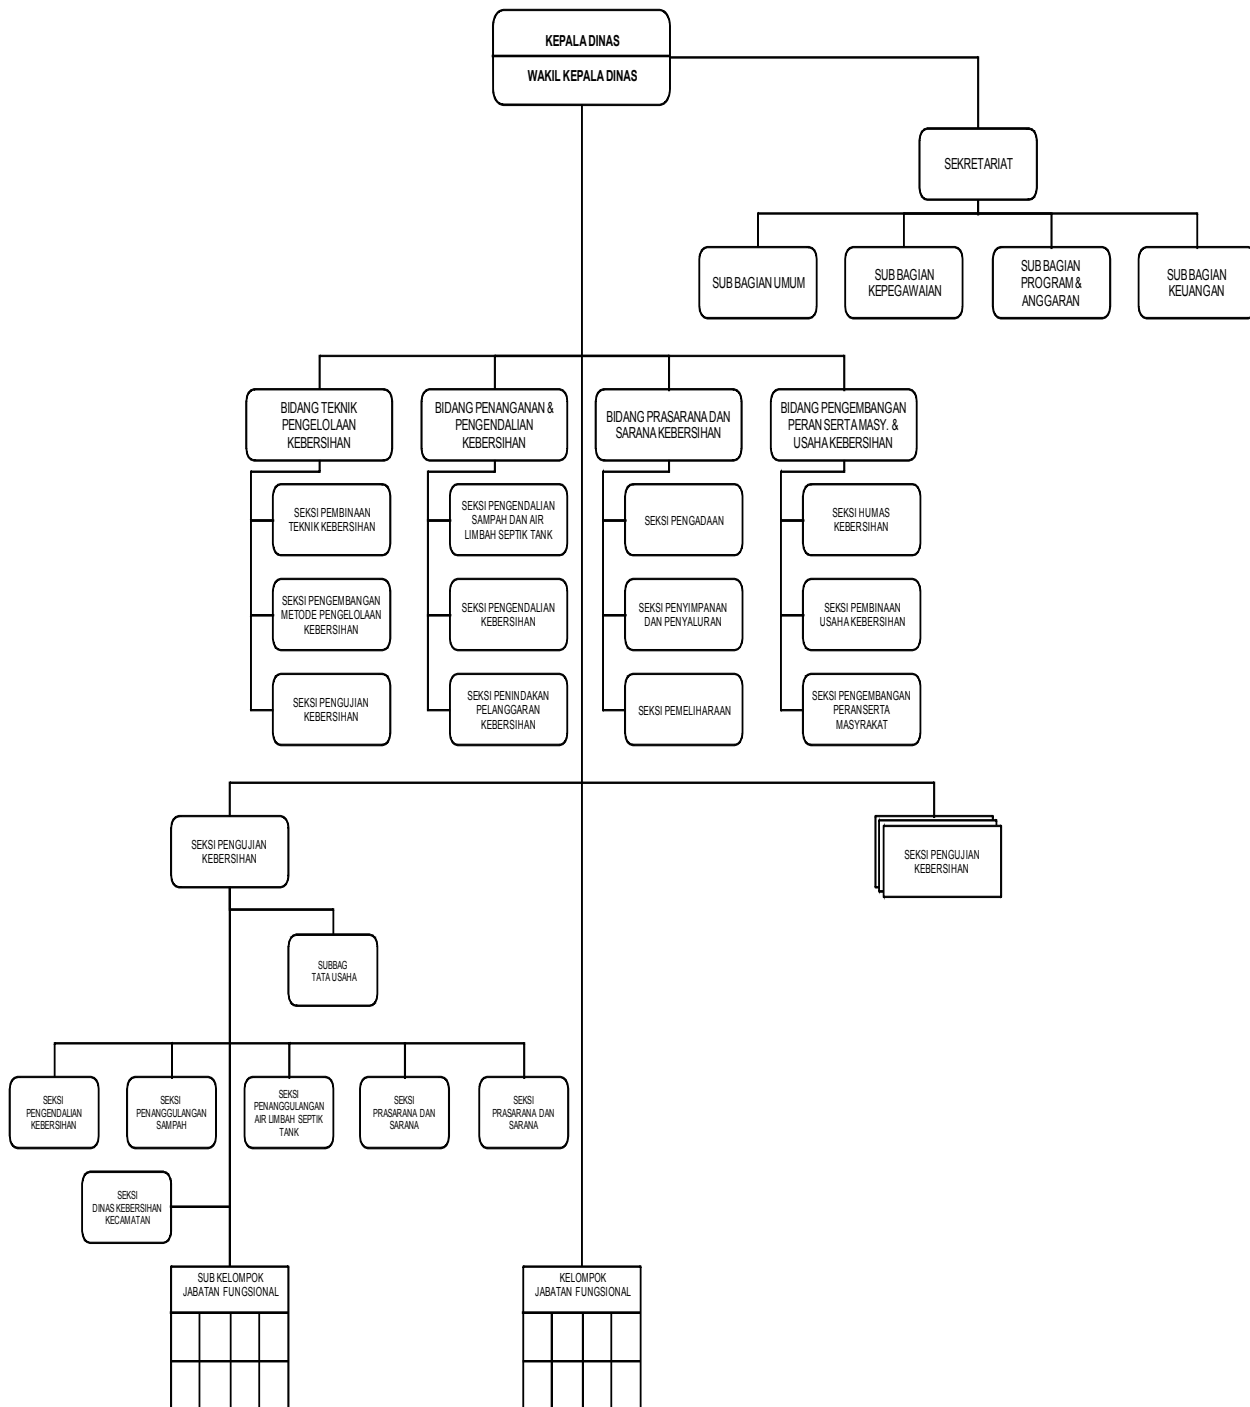 KEPALA DINAS
WAKIL KEPALA DINAS
SEKRETARIAT
SUB BAGIAN UMUM
SUB BAGIAN
KEPEGAWAIAN
SUB BAGIAN
PROGRAM &
ANGGARAN
SUB BAGIAN
KEUANGAN
BIDANG TEKNIK
PENGELOLAAN
KEBERSIHAN
BIDANG PENANGANAN &
PENGENDALIAN
KEBERSIHAN
BIDANG PRASARANA DAN
SARANA KEBERSIHAN
BIDANG PENGEMBANGAN
PERAN SERTA MASY. &
USAHA KEBERSIHAN
SEKSI PEMBINAAN
TEKNIK KEBERSIHAN
SEKSI PENGENDALIAN
SAMPAH DAN AIR
LIMBAH SEPTIK TANK
SEKSI PENGADAAN
SEKSI HUMAS
KEBERSIHAN
SEKSI PENGEMBANGAN
METODE PENGELOLAAN
KEBERSIHAN
SEKSI PENGENDALIAN
KEBERSIHAN
SEKSI PENYIMPANAN
DAN PENYALURAN
SEKSI PEMBINAAN
USAHA KEBERSIHAN
SEKSI PENGUJIAN
KEBERSIHAN
SEKSI PENINDAKAN
PELANGGARAN
KEBERSIHAN
SEKSI PEMELIHARAAN
SEKSI PENGEMBANGAN
PERANSERTA
MASYRAKAT
SEKSI PENGUJIAN
KEBERSIHAN
SEKSI PENGUJIAN
KEBERSIHAN
SUBBAG
TATA USAHA
SEKSI
PENGENDALIAN
KEBERSIHAN
SEKSI
PENANGGULANGAN
SAMPAH
SEKSI
PENANGGULANGAN
AIR LIMBAH SEPTIK
TANK
SEKSI
PRASARANA DAN
SARANA
SEKSI
PRASARANA DAN
SARANA
SEKSI
DINAS KEBERSIHAN
KECAMATAN
SUB KELOMPOK
JABATAN FUNGSIONAL
KELOMPOK
JABATAN FUNGSIONAL